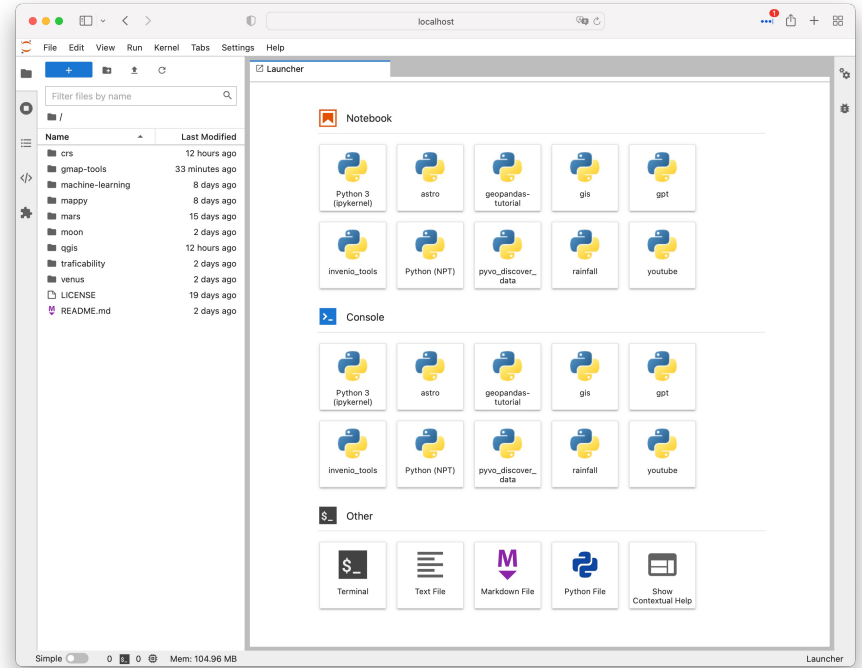 localhost
1
File Edit View Run Kernel Tabs Settings Help
+
Launcher
Filter files by name
/
Name Last Modified
crs 12 hours ago
gmap-tools 33 minutes ago
machine-learning 8 days ago
mappy 8 days ago
mars 15 days ago
moon 2 days ago
qgis 12 hours ago
traficability 2 days ago
venus 2 days ago
LICENSE 19 days ago
M README.md 2 days ago
Notebook
Python 3
(ipykernel)
astro
geopandas-
tutorial
gis
gpt
invenio_tools
Python (NPT)
pyvo_discover_
data
rainfall
youtube
>_ Console
Python 3
(ipykernel)
astro
geopandas-
tutorial
gis
gpt
invenio_tools
Python (NPT)
pyvo_discover_
data
rainfall
youtube
$_ Other
$_
Terminal
Text File
M
Markdown File
Python File
Show
Contextual Help
Simple 0 $_ 0 Mem: 104.96 MB Launcher